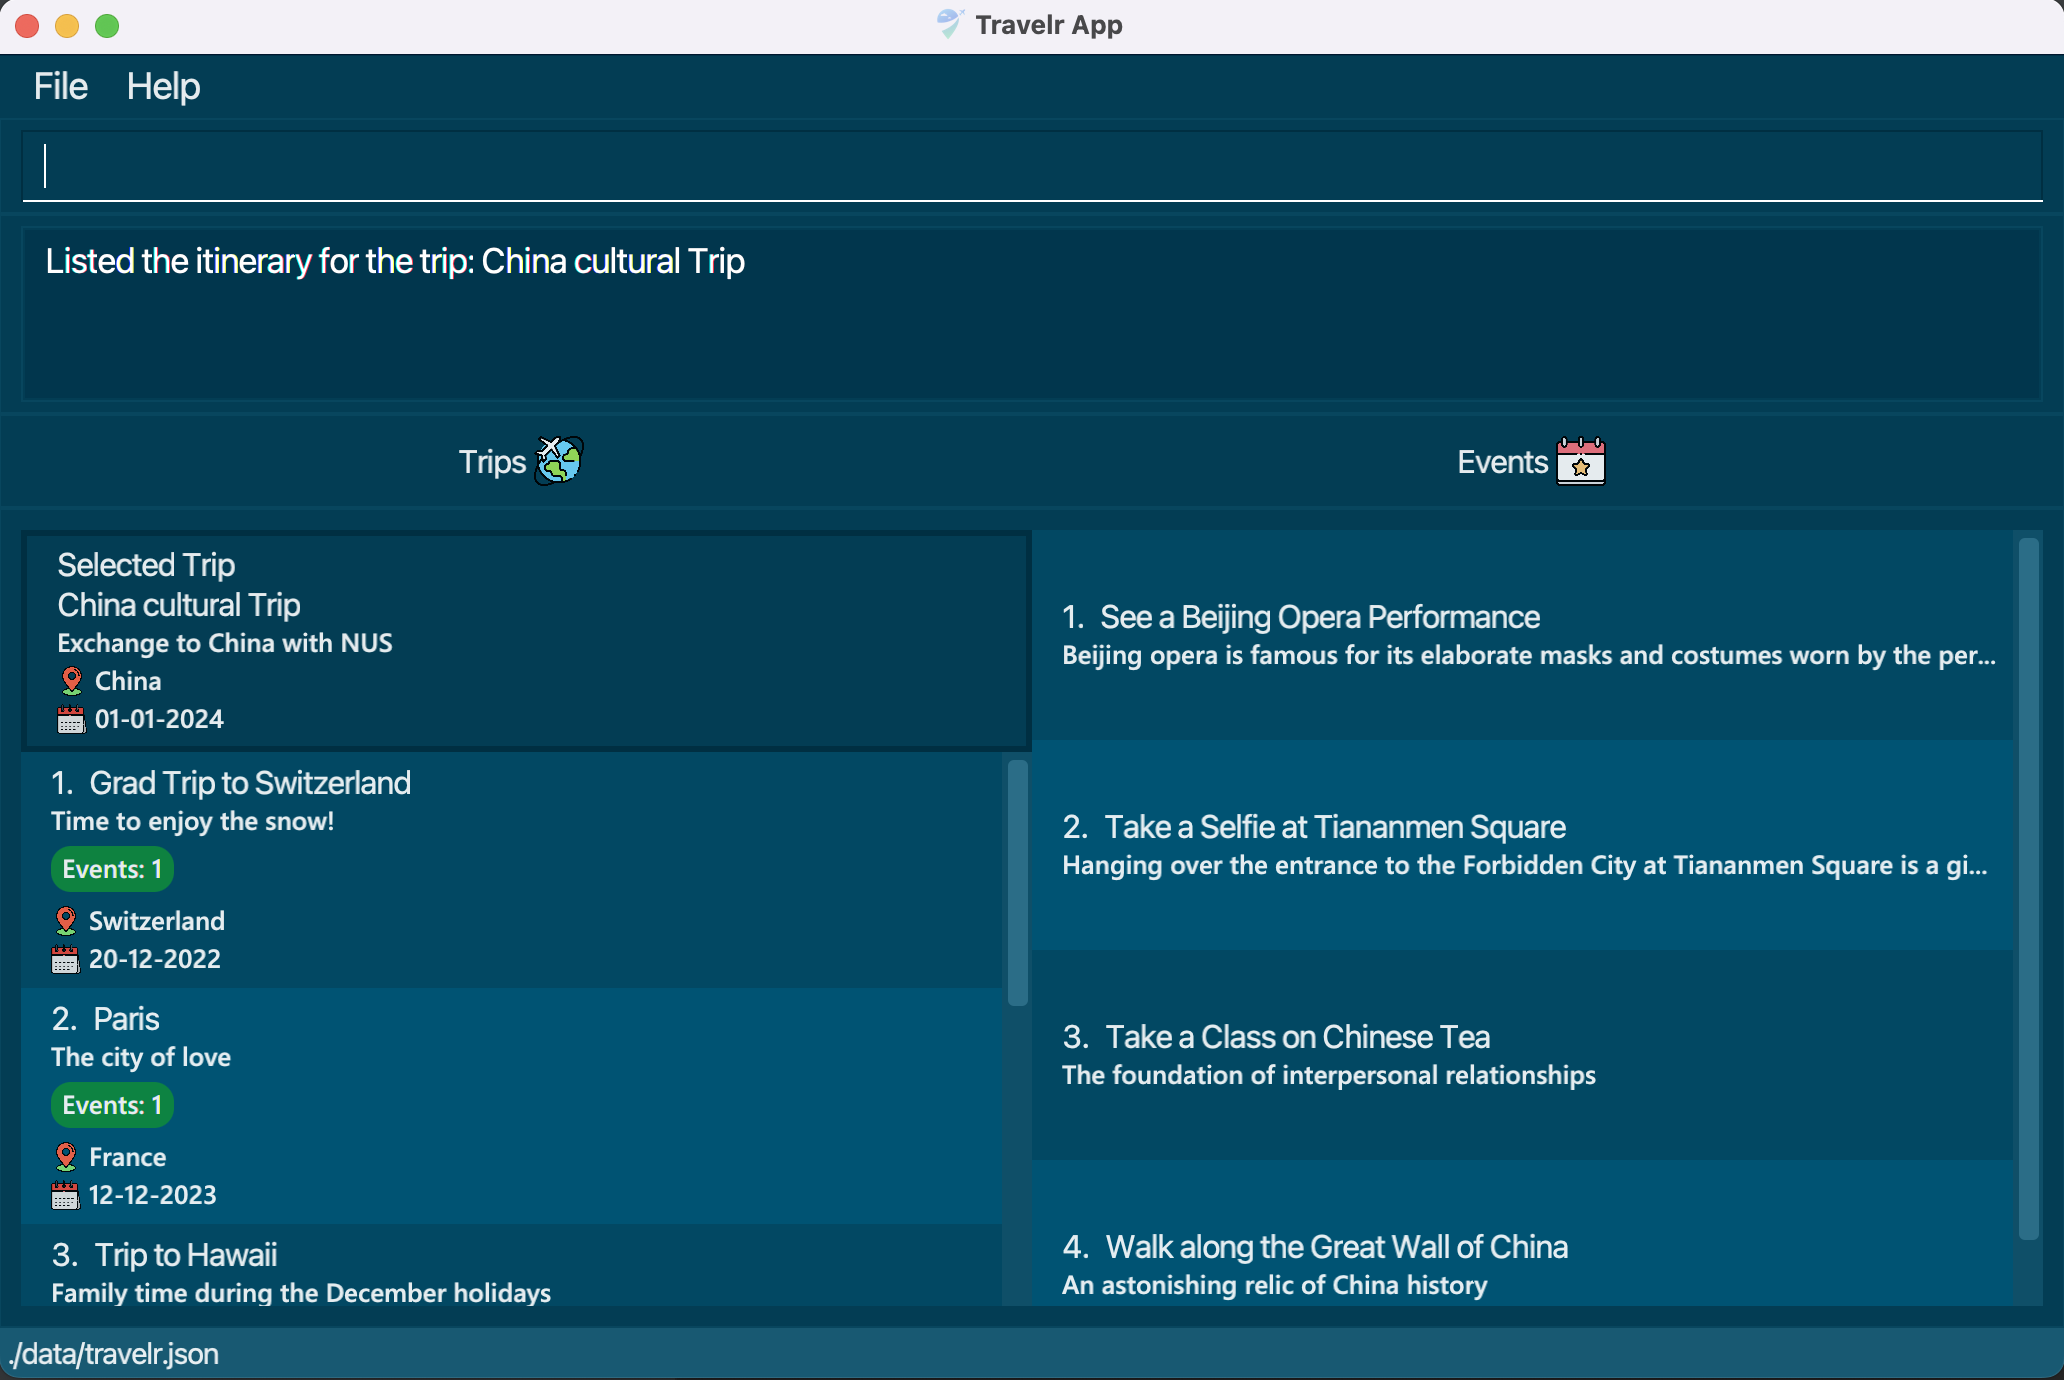 Travelr App
File Help
Listed the itinerary for the trip: China cultural Trip
Trips
Events
Selected Trip
China cultural Trip
Exchange to China with NUS
China
01-01-2024
1. Grad Trip to Switzerland
Time to enjoy the snow!
Events: 1
Switzerland
20-12-2022
2. Paris
The city of love
Events: 1
France
12-12-2023
3. Trip to Hawaii
Family time during the December holidays
1. See a Beijing Opera Performance
Beijing opera is famous for its elaborate masks and costumes worn by the per...
2. Take a Selfie at Tiananmen Square
Hanging over the entrance to the Forbidden City at Tiananmen Square is a gi...
3. Take a Class on Chinese Tea
The foundation of interpersonal relationships
4. Walk along the Great Wall of China
An astonishing relic of China history
./data/travelr.json